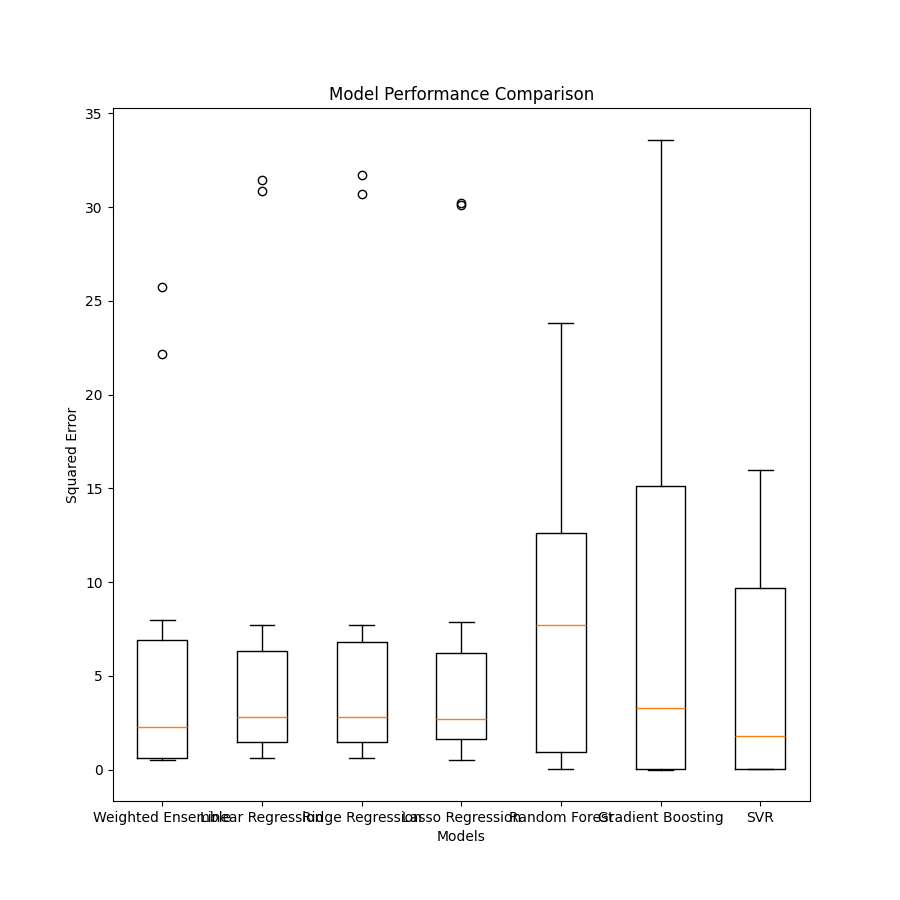 Model Performance Comparison
35
30
25
20
15
10
5
0
Squared Error
Weighted Ensemble Linear Regression Ridge Regression Lasso Regression Random Forest Gradient Boosting SVR
Models